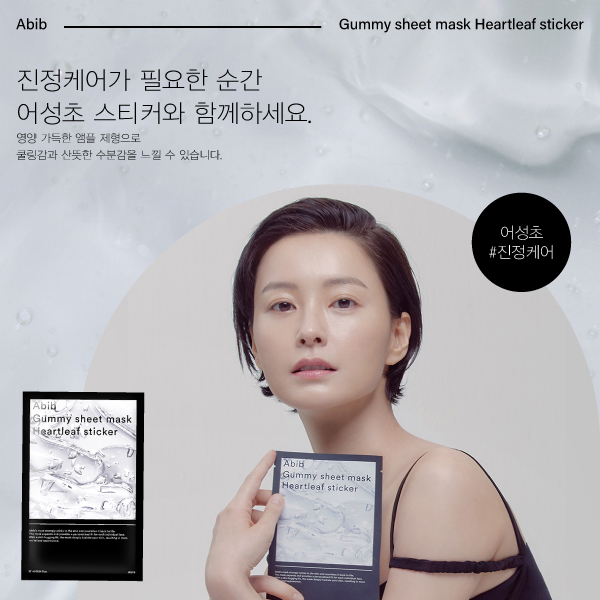 Abib
Gummy sheet mask Heartleaf sticker
진정케어가 필요한 순간
어성초 스티커와 함께하세요.
영양 가득한 앰플 제형으로
쿨링감과 산뜻한 수분감을 느낄 수 있습니다.
어성초
#진정케어
Abib
Gummy sheet mask
Heartleaf sticker
Abib
Gummy sheet mask
Heartleaf sticker